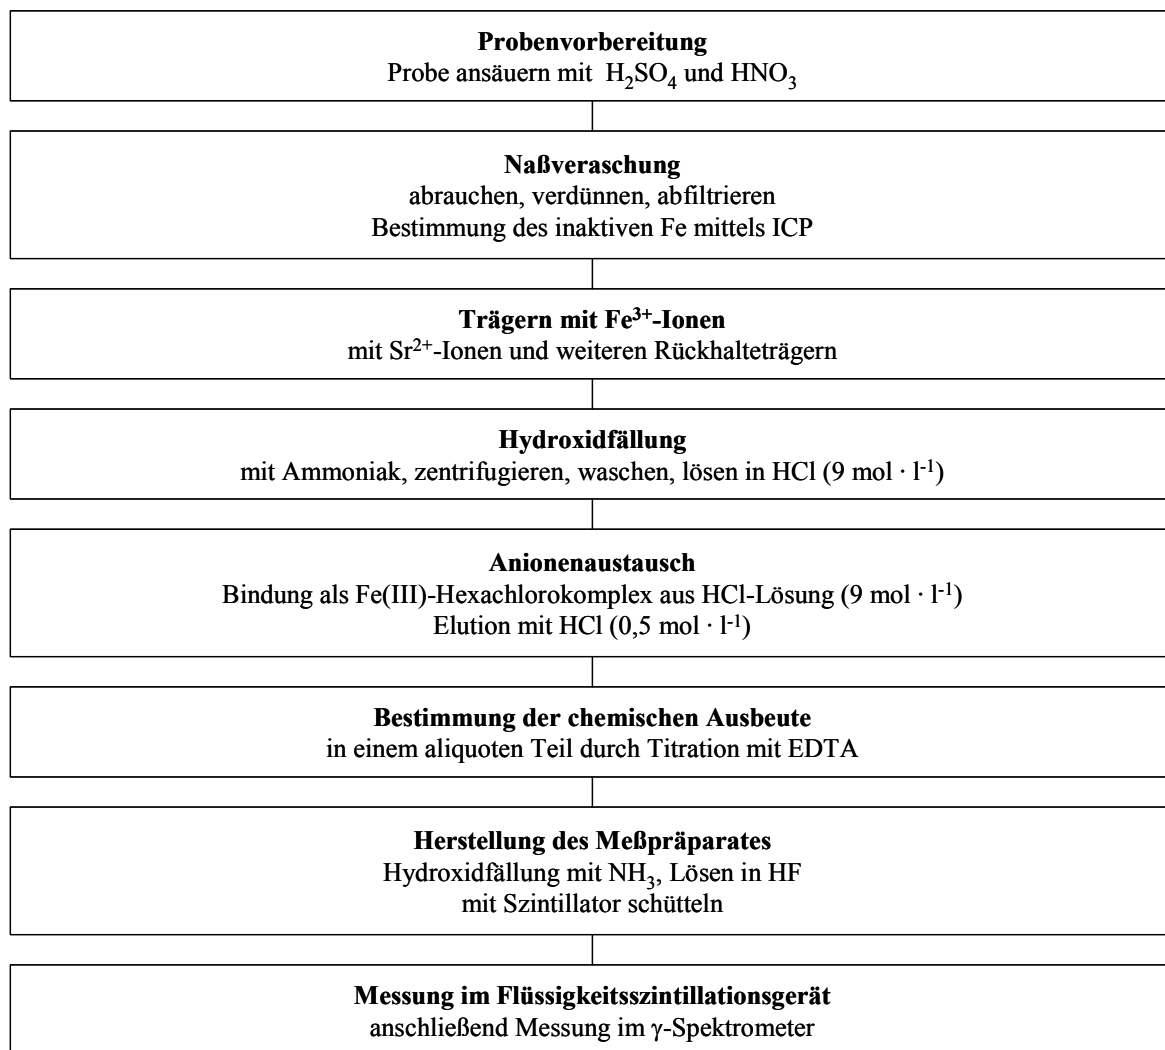 Probenvorbereitung
Probe ansäuern mit H₂SO₄ und HNO₃
Naßveraschung
abrauchen, verdünnen, abfiltrieren
Bestimmung des inaktiven Fe mittels ICP
Trägern mit Fe³⁺-Ionen
mit Sr²⁺-Ionen und weiteren Rückhalteträgern
Hydroxidfällung
mit Ammoniak, zentrifugieren, waschen, lösen in HCl (9 mol · l⁻¹)
Anionenaustausch
Bindung als Fe(III)-Hexachlorokomplex aus HCl-Lösung (9 mol · l⁻¹)
Elution mit HCl (0,5 mol · l⁻¹)
Bestimmung der chemischen Ausbeute
in einem aliquoten Teil durch Titration mit EDTA
Herstellung des Meßpräparates
Hydroxidfällung mit NH₃, Lösen in HF
mit Szintillator schütteln
Messung im Flüssigkeitsszintillationsgerät
anschließend Messung im γ-Spektrometer